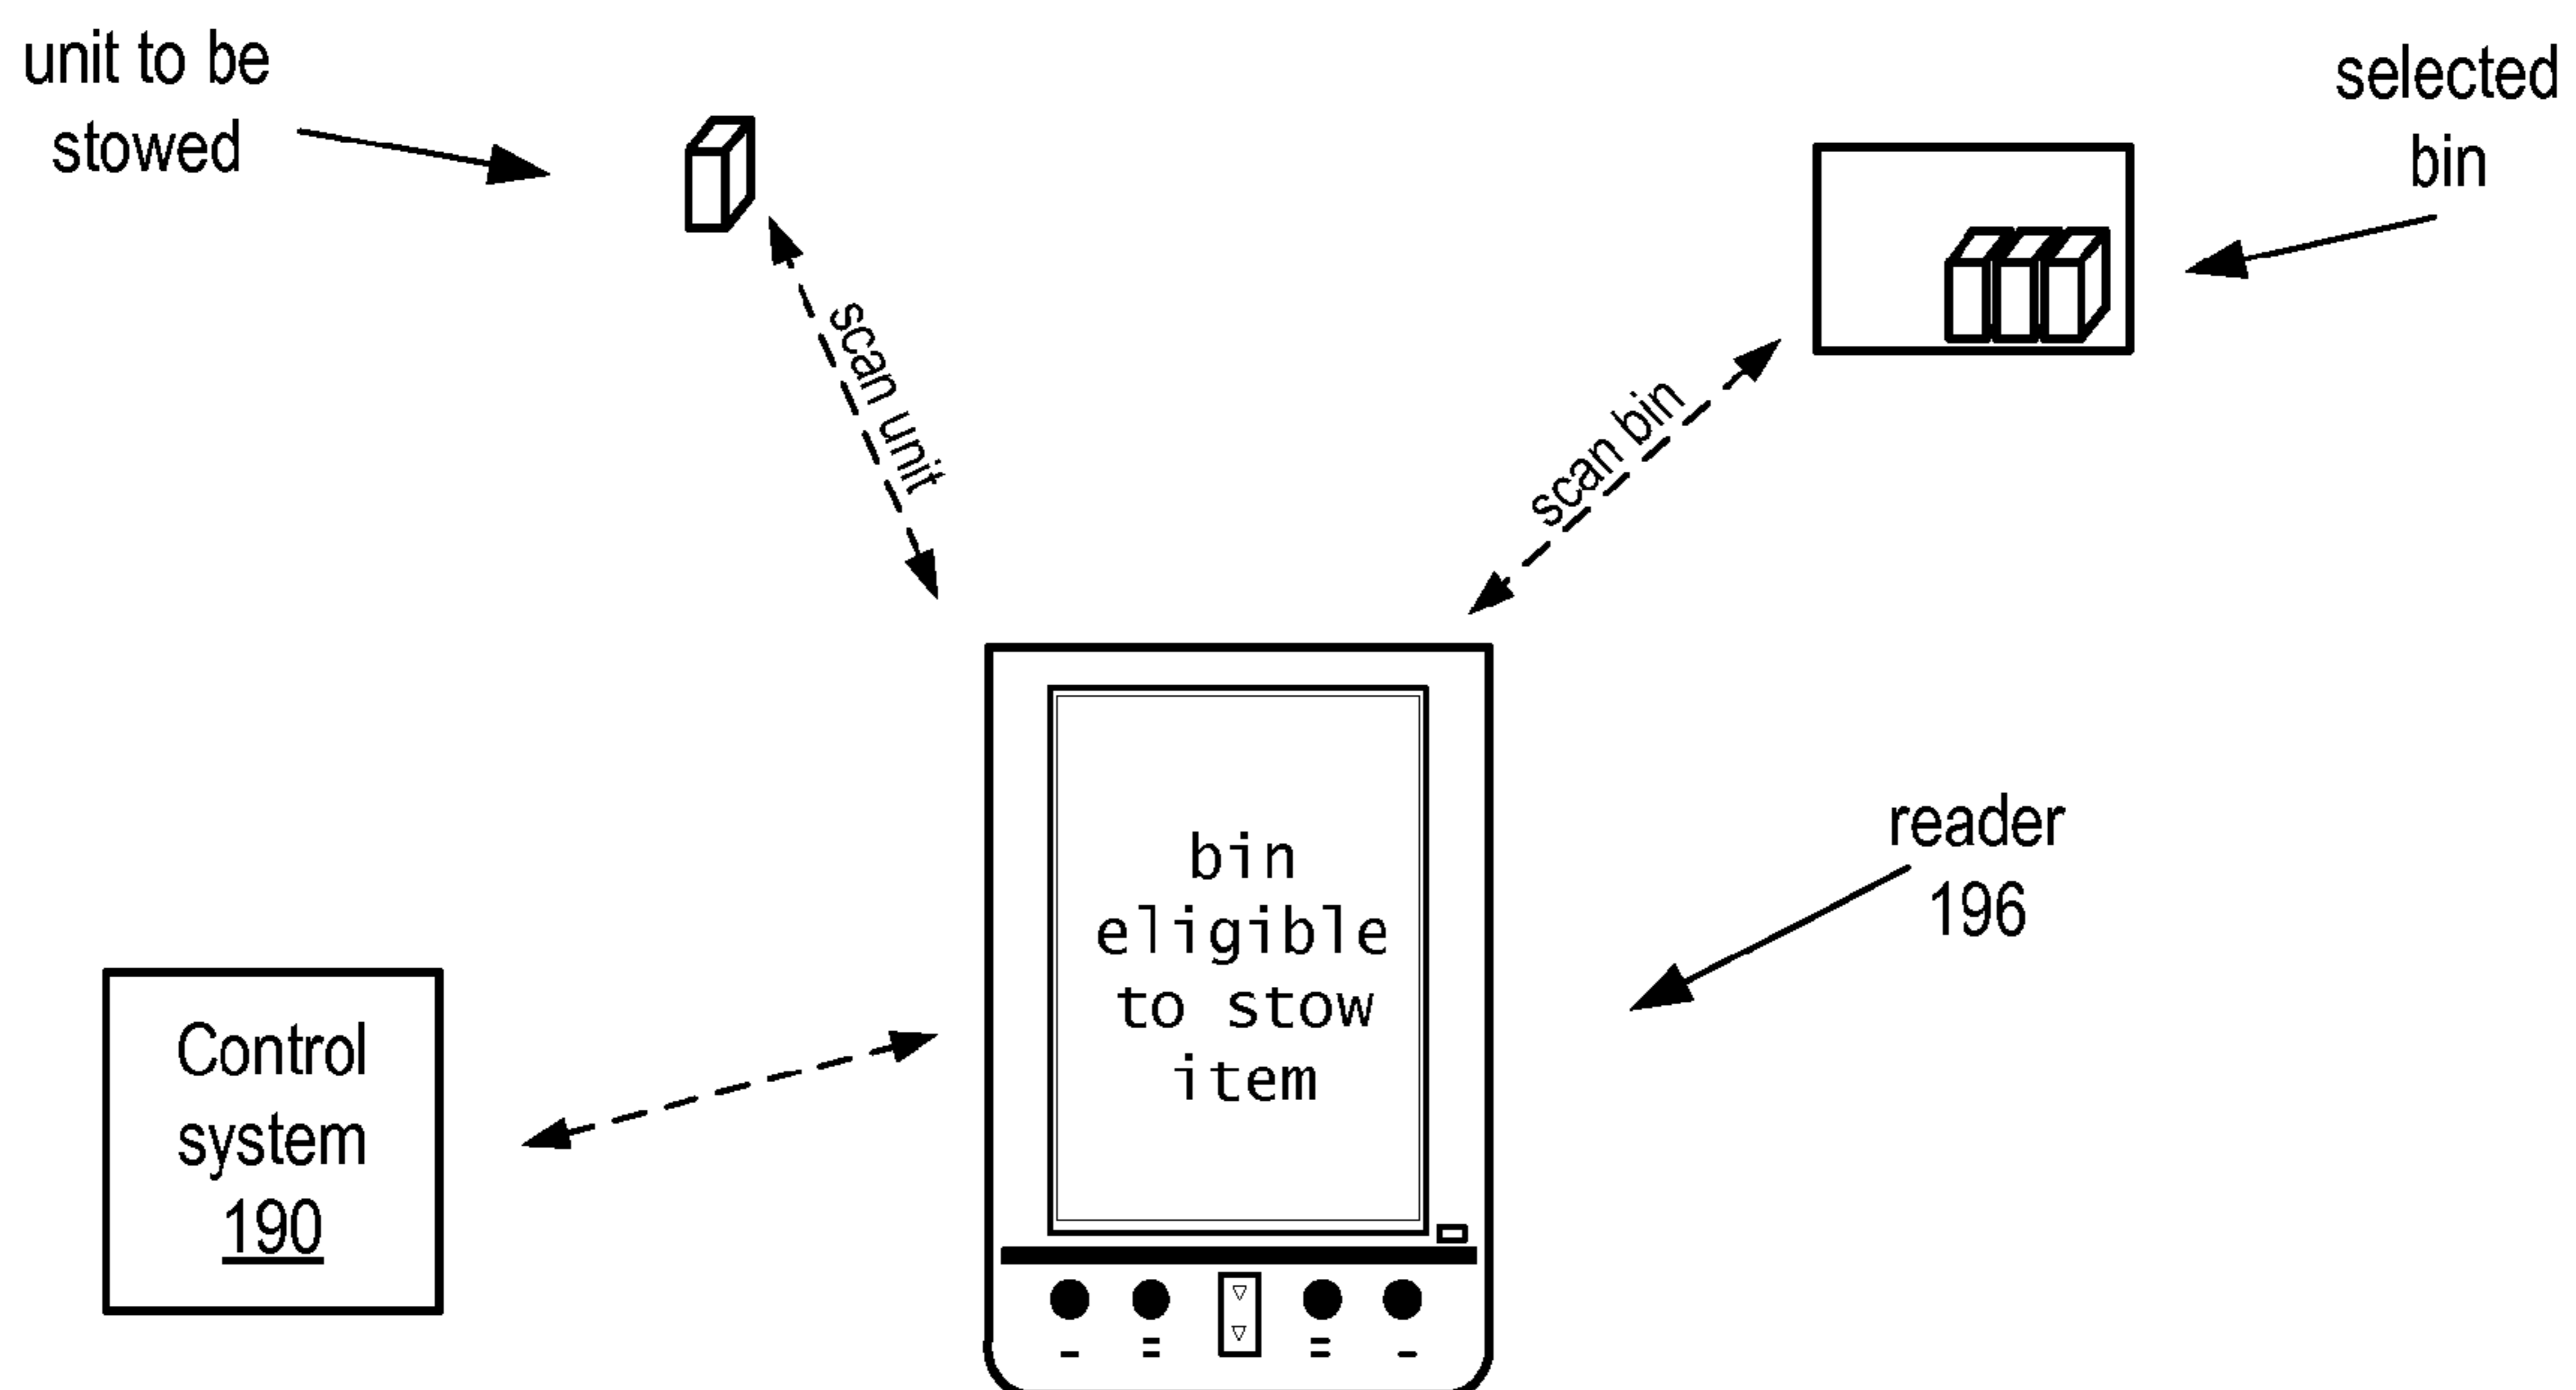 unit to be
stowed
selected
bin
scan unit
scan bin
bin
eligible
to stow
item
reader
196
Control
system
190